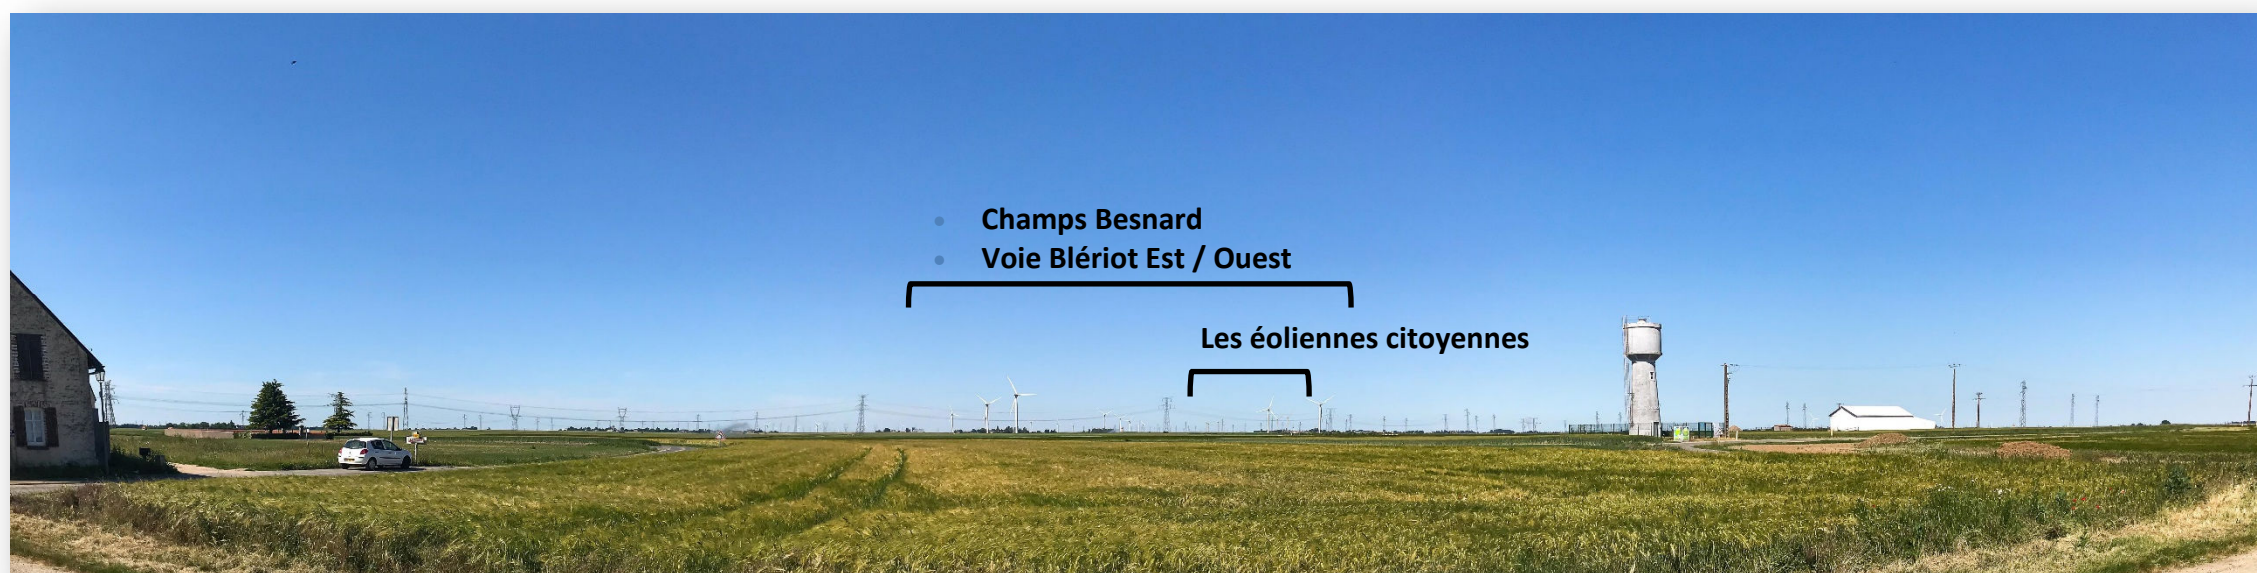 Champs Besnard
Voie Blériot Est / Ouest
Les éoliennes citoyennes